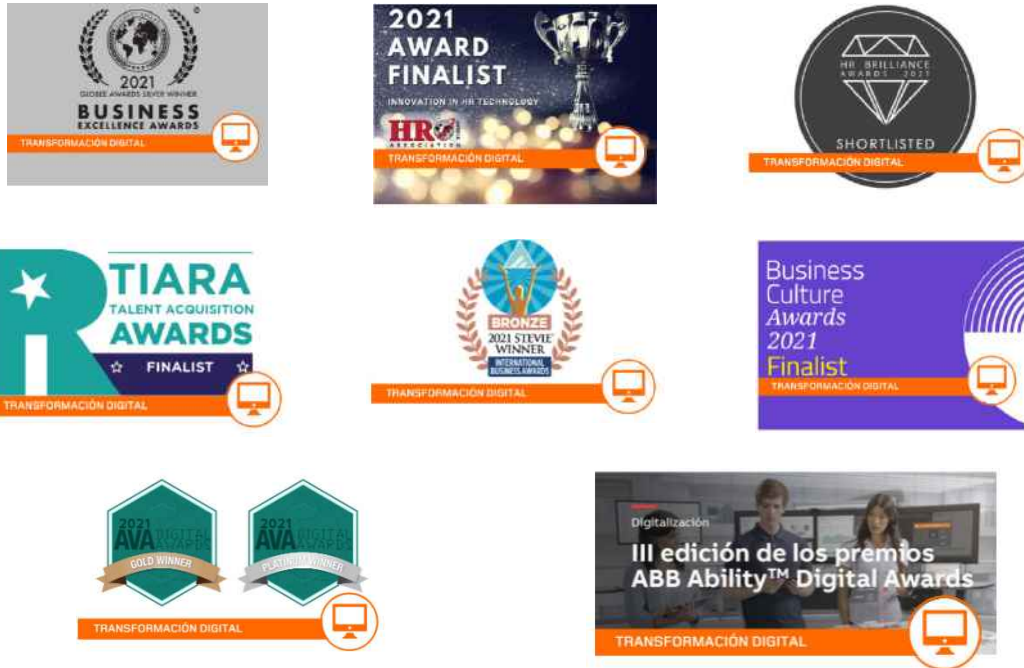 2021
GLOBEE AWARDS SILVER WINNER
BUSINESS
EXCELLENCE AWARDS
TRANSFORMACIÓN DIGITAL
2021
AWARD
FINALIST
INNOVATION IN HR TECHNOLOGY
HRO
ASSOCIATION
TRANSFORMACIÓN DIGITAL
HR BRILLIANCE
AWARDS 2021
SHORTLISTED
TRANSFORMACIÓN DIGITAL
TIARA
TALENT ACQUISITION
AWARDS
FINALIST
TRANSFORMACIÓN DIGITAL
BRONZE
2021 STEVIE
WINNER
INTERNATIONAL
BUSINESS AWARDS
TRANSFORMACIÓN DIGITAL
Business
Culture
Awards
2021
Finalist
TRANSFORMACIÓN DIGITAL
2021
AVA DIGITAL
AWARDS
GOLD WINNER
2021
AVA DIGITAL
AWARDS
PLATINUM WINNER
TRANSFORMACIÓN DIGITAL
Digitalización
III edición de los premios
ABB Ability™ Digital Awards
TRANSFORMACIÓN DIGITAL